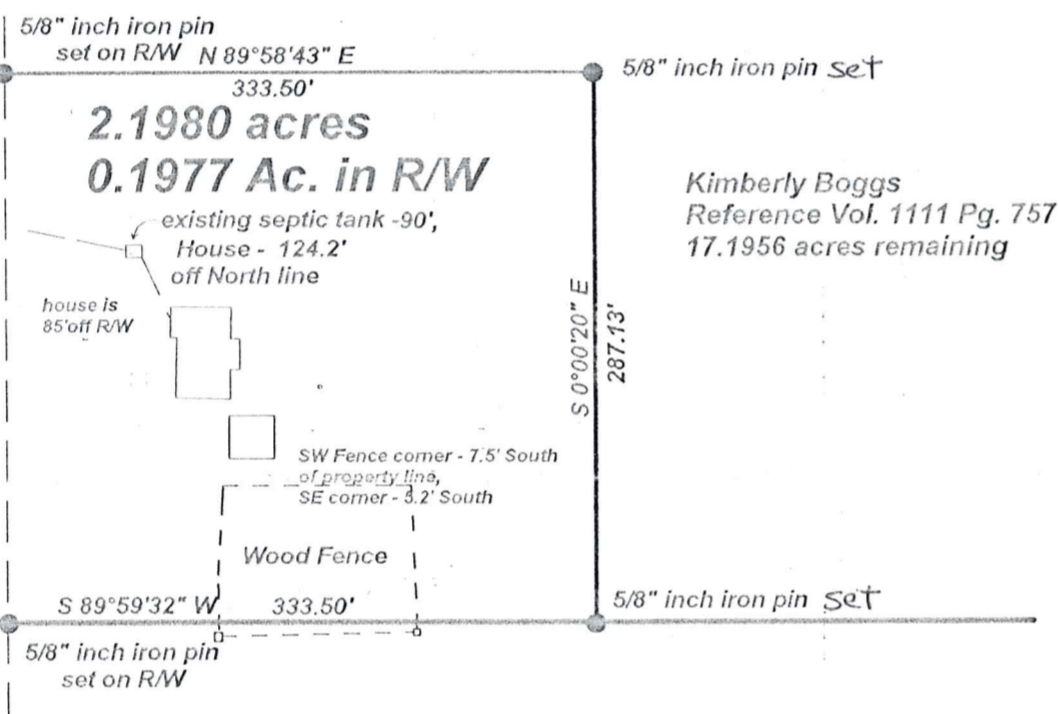 5/8" inch iron pin
set on R/W N 89°58'43" E
333.50'
5/8" inch iron pin set
2.1980 acres
0.1977 Ac. in R/W
existing septic tank -90',
House - 124.2'
off North line
house is
85'off R/W
Kimberly Boggs
Reference Vol. 1111 Pg. 757
17.1956 acres remaining
S 0°00'20" E
287.13'
SW Fence corner - 7.5' South
of property line,
SE corner - 5.2' South
Wood Fence
S 89°59'32" W 333.50'
5/8" inch iron pin set
5/8" inch iron pin
set on R/W